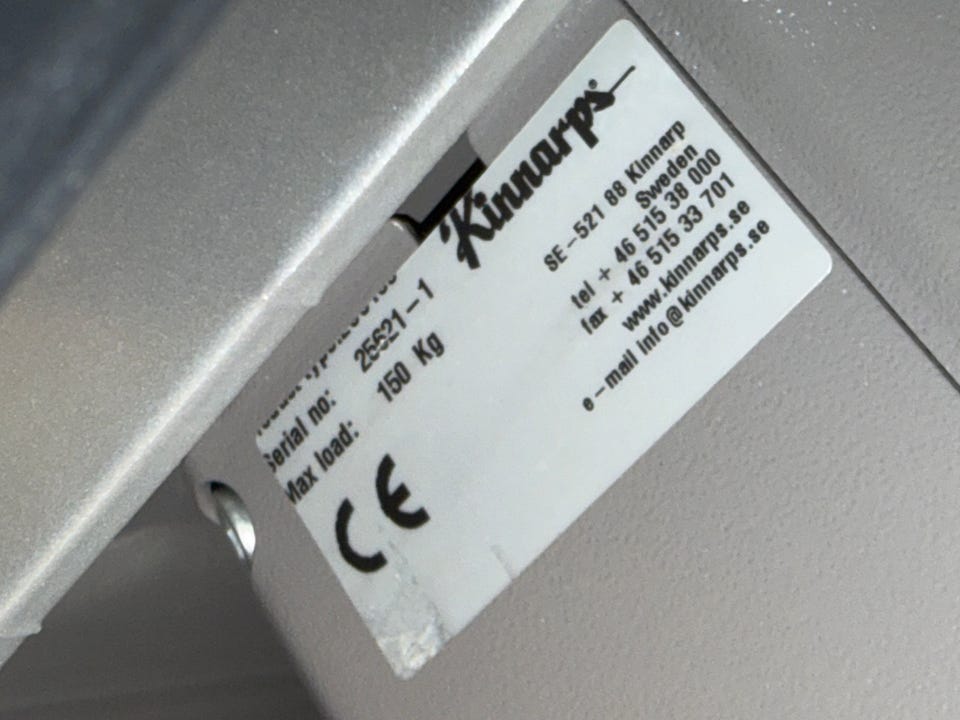 Kinnarps®
SE-521 88 Kinnarp
Sweden
tel + 46 515 38 000
fax + 46 515 33 701
www.kinnarps.se
e-mail info@kinnarps.se
Serial no: 25621-1
Max load: 150 Kg
CE